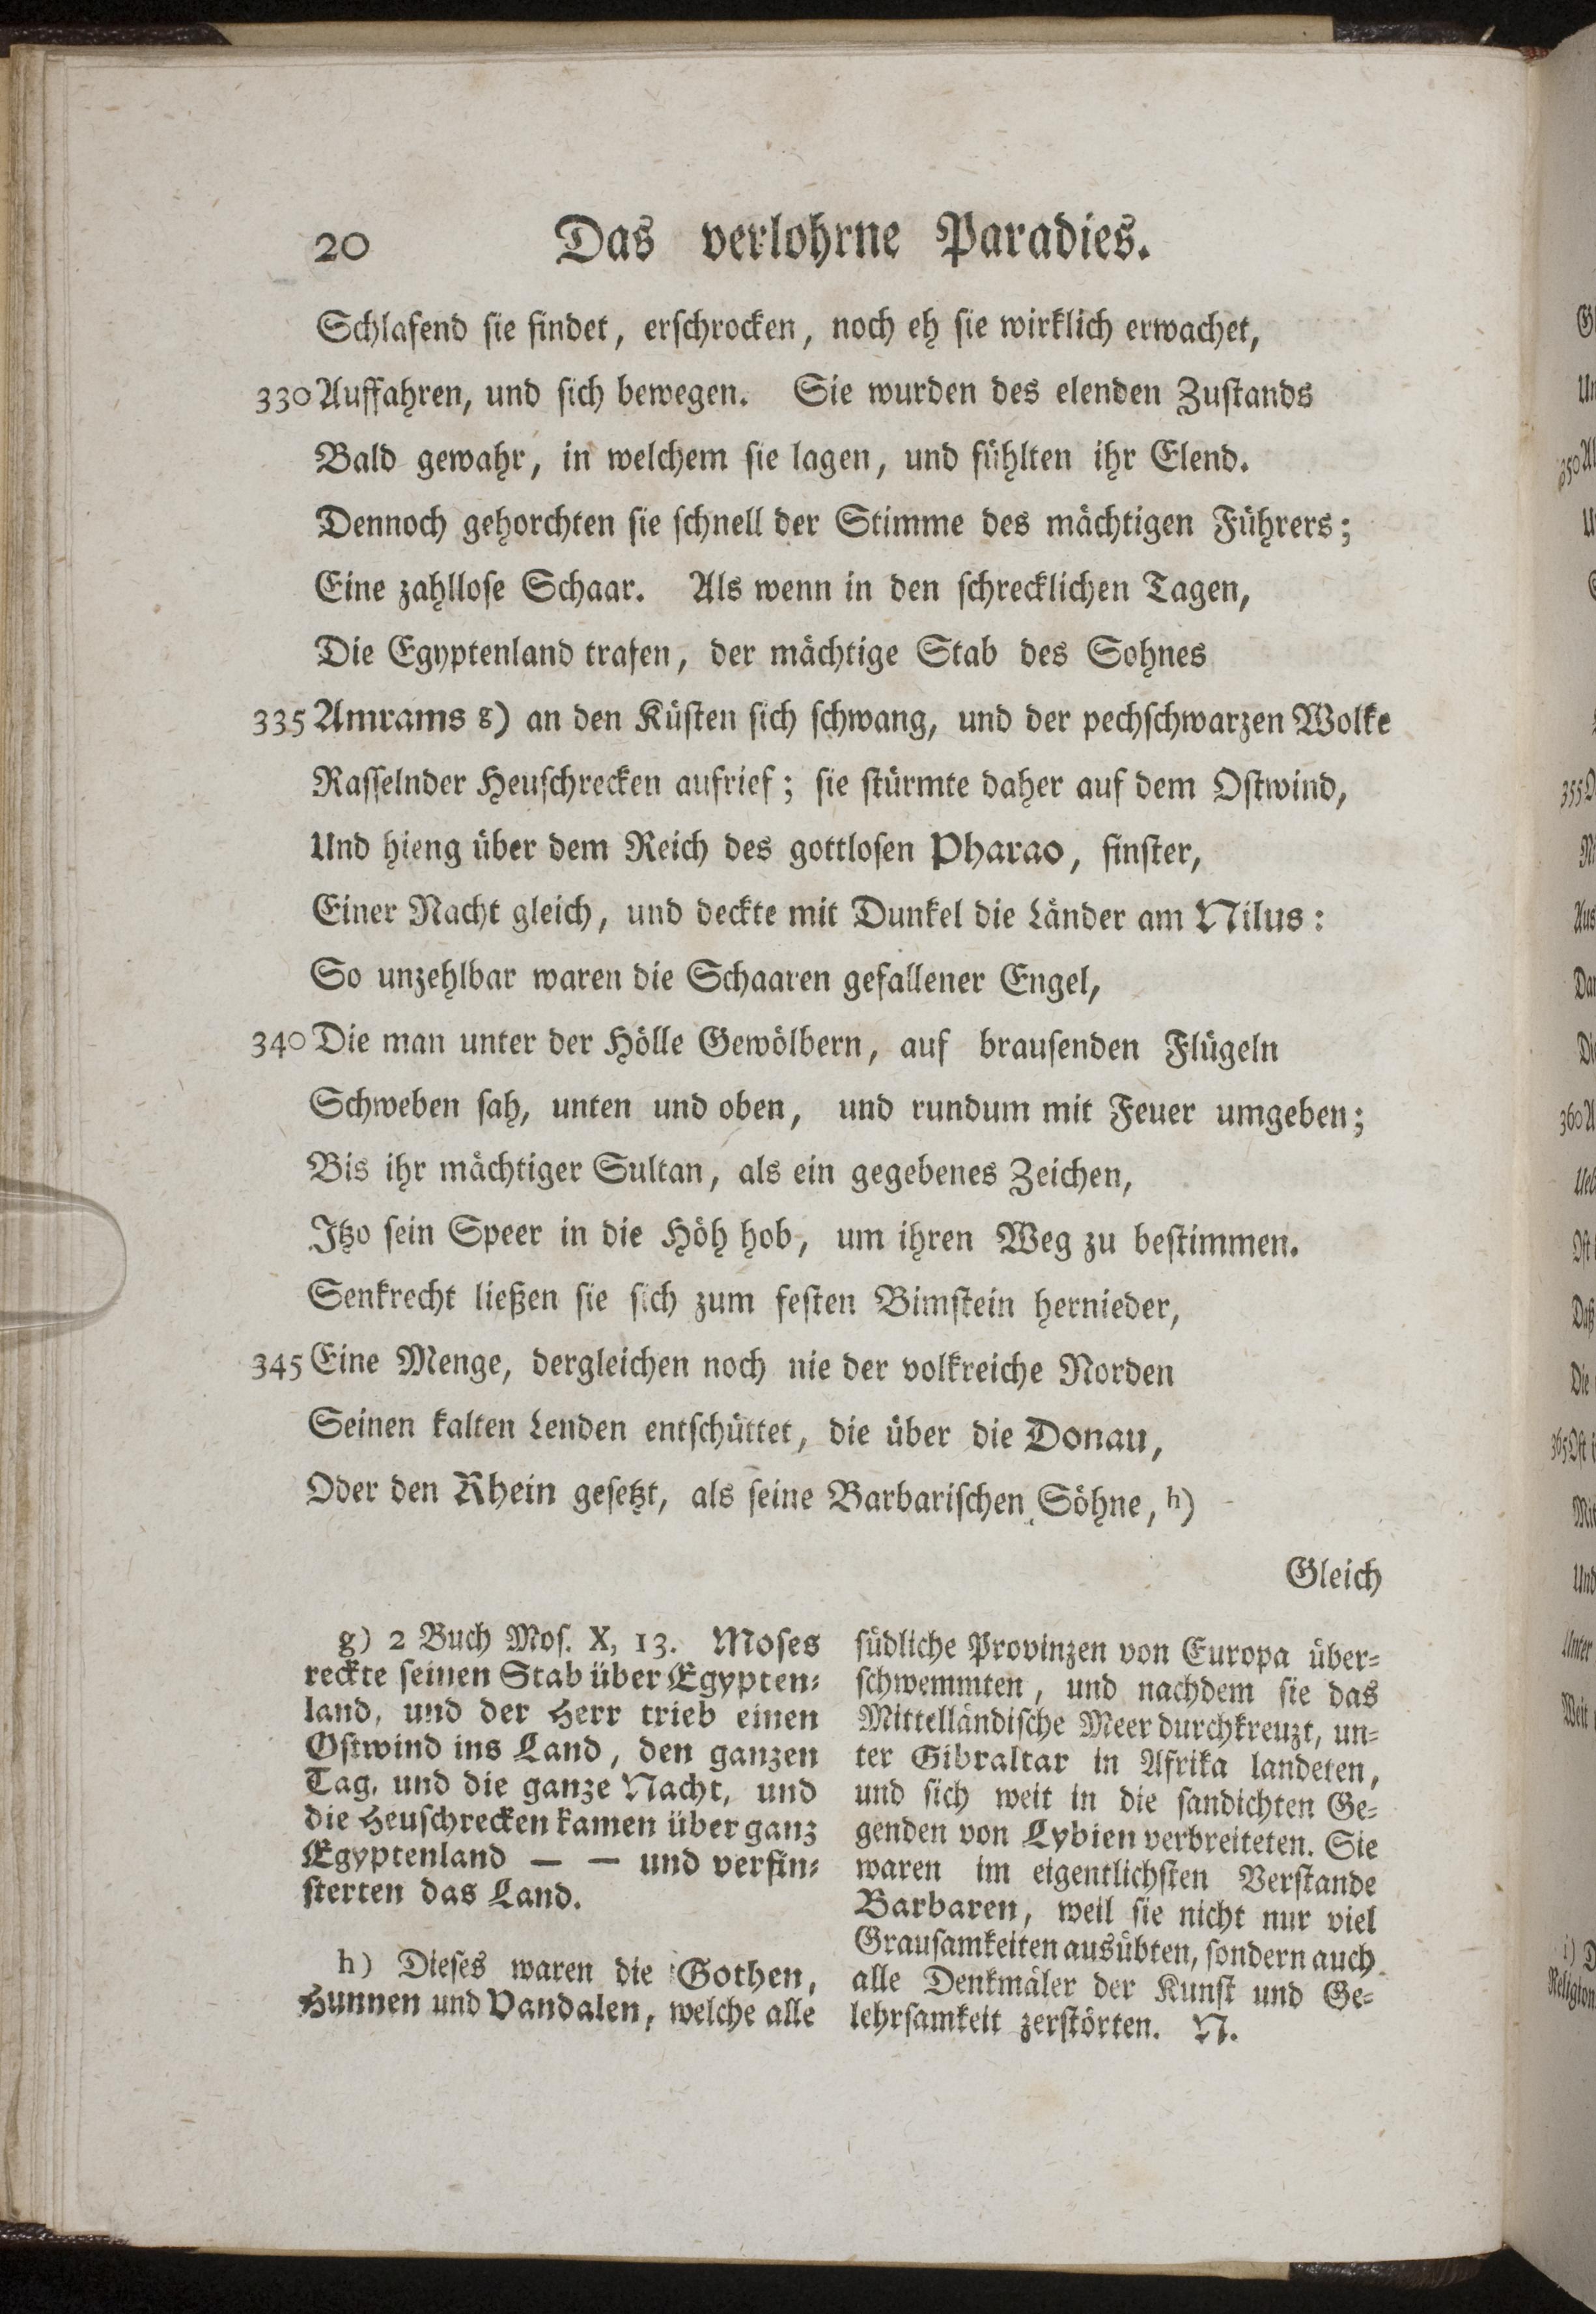 20 Das verlohrne Paradies.
Schlafend sie findet, erschrocken, noch eh sie wirklich erwachet,
330 Auffahren, und sich bewegen. Sie wurden des elenden Zustands
Bald gewahr, in welchem sie lagen, und fühlten ihr Elend.
Dennoch gehorchten sie schnell der Stimme des mächtigen Führers;
Eine zahllose Schaar. Als wenn in den schrecklichen Tagen,
Die Egyptenland trafen, der mächtige Stab des Sohnes
335 Amrams g) an den Küsten sich schwang, und der pechschwarzen Wolke
Rasselnder Heuschrecken aufrief; sie stürmte daher auf dem Ostwind,
Und hieng über dem Reich des gottlosen Pharao, finster,
Einer Nacht gleich, und deckte mit Dunkel die Länder am Nilus:
So unzehlbar waren die Schaaren gefallener Engel,
340 Die man unter der Hölle Gewölbern, auf brausenden Flügeln
Schweben sah, unten und oben, und rundum mit Feuer umgeben;
Bis ihr mächtiger Sultan, als ein gegebenes Zeichen,
Itzo sein Speer in die Höh hob, um ihren Weg zu bestimmen.
Senkrecht ließen sie sich zum festen Bimstein hernieder,
345 Eine Menge, dergleichen noch nie der volkreiche Norden
Seinen kalten Lenden entschüttet, die über die Donau,
Oder den Rhein gesetzt, als seine Barbarischen Söhne, h)
Gleich
g) 2 Buch Mos. X, 13. Moses
reckte seinen Stab über Egypten-
land, und der Herr trieb einen
Ostwind ins Land, den ganzen
Tag, und die ganze Nacht, und
die Heuschrecken kamen über ganz
Egyptenland — — und verfin-
sterten das Land.
h) Dieses waren die Gothen,
Hunnen und Vandalen, welche alle
südliche Provinzen von Europa über-
schwemmten, und nachdem sie das
Mittelländische Meer durchkreuzt, un-
ter Gibraltar in Afrika landeten,
und sich weit in die sandichten Ge-
genden von Lybien verbreiteten. Sie
waren im eigentlichsten Verstande
Barbaren, weil sie nicht nur viel
Grausamkeiten ausübten, sondern auch
alle Denkmäler der Kunst und Ge-
lehrsamkeit zerstörten. N.